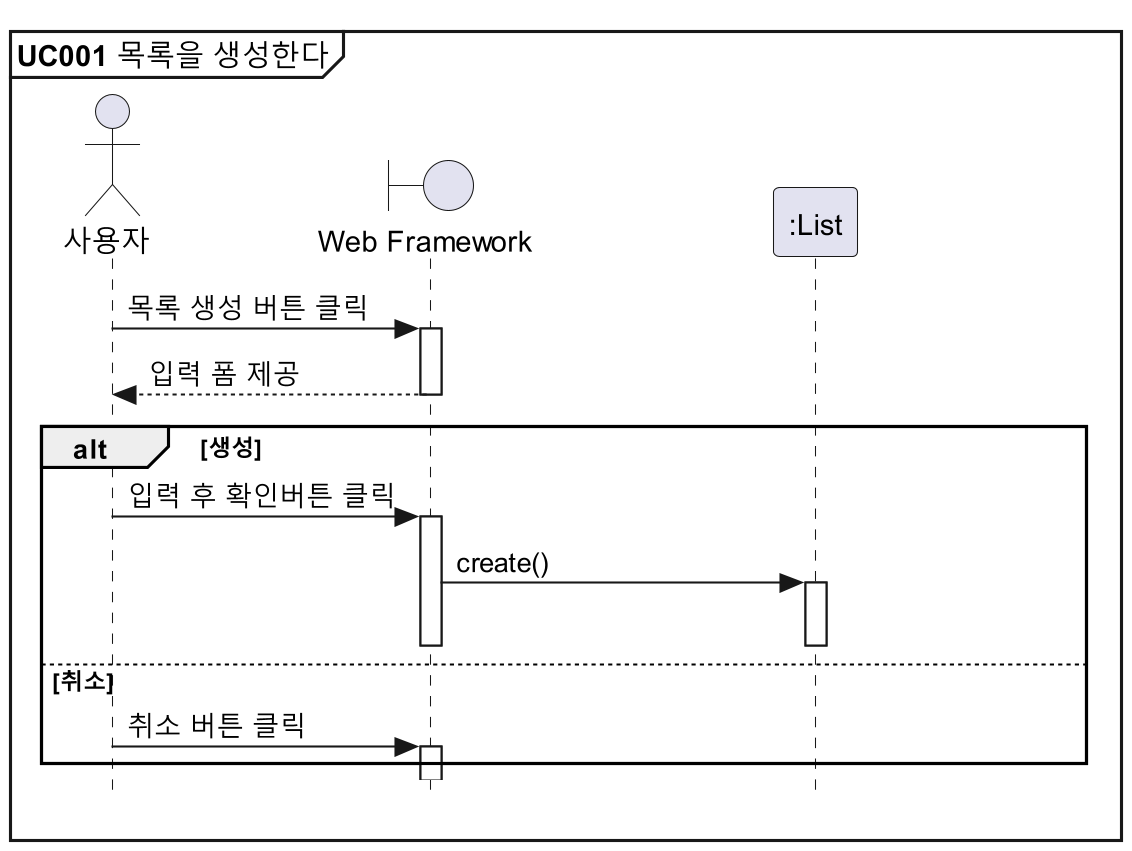 UC001 목록을 생성한다
사용자
Web Framework
:List
목록 생성 버튼 클릭
입력 폼 제공
alt [생성]
입력 후 확인버튼 클릭
create()
[취소]
취소 버튼 클릭